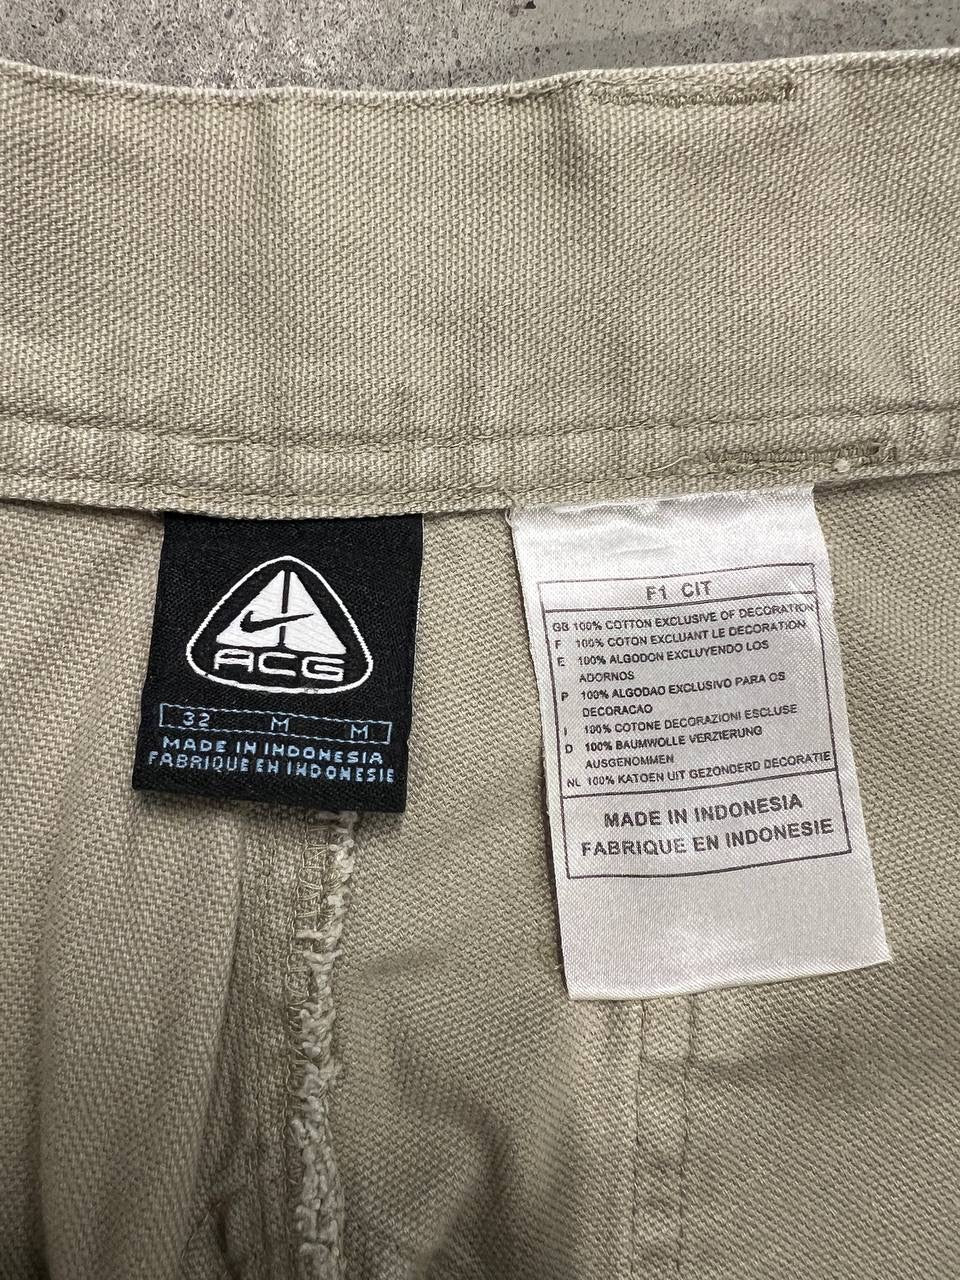 ACG
32 M M
MADE IN INDONESIA
FABRIQUE EN INDONESIE
F1 CIT
GB 100% COTTON EXCLUSIVE OF DECORATION
F 100% COTON EXCLUANT LE DECORATION
E 100% ALGODON EXCLUYENDO LOS
ADORNOS
P 100% ALGODAO EXCLUSIVO PARA OS
DECORACAO
I 100% COTONE DECORAZIONI ESCLUSE
D 100% BAUMWOLLE VERZIERUNG
AUSGENOMMEN
NL 100% KATOEN UIT GEZONDERD DECORATIE
MADE IN INDONESIA
FABRIQUE EN INDONESIE